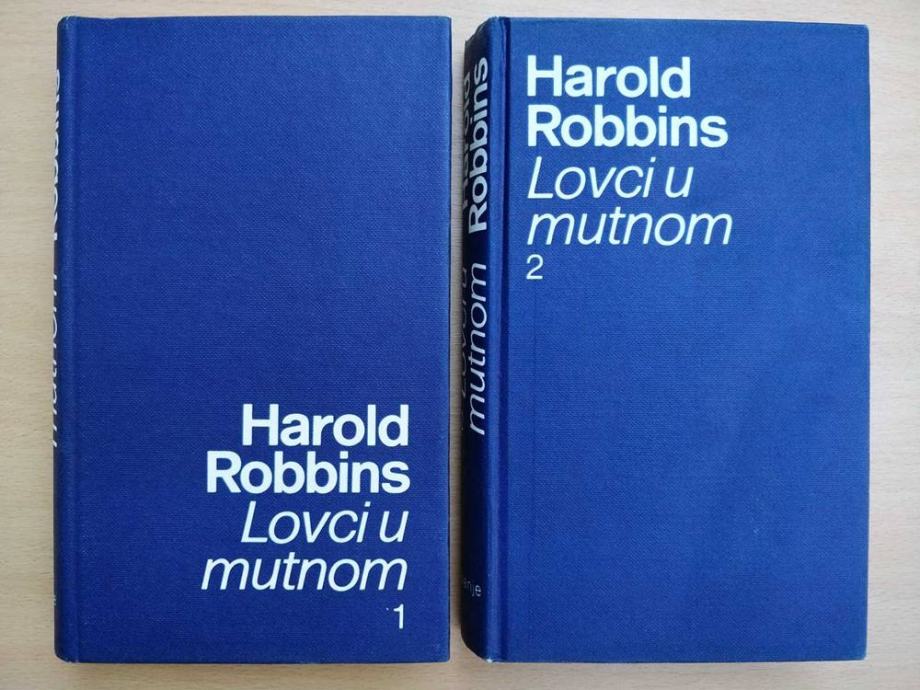 Harold
Robbins
Lovci u
mutnom
1
mutnom Robbins
Harold
Robbins
Lovci u
mutnom
2